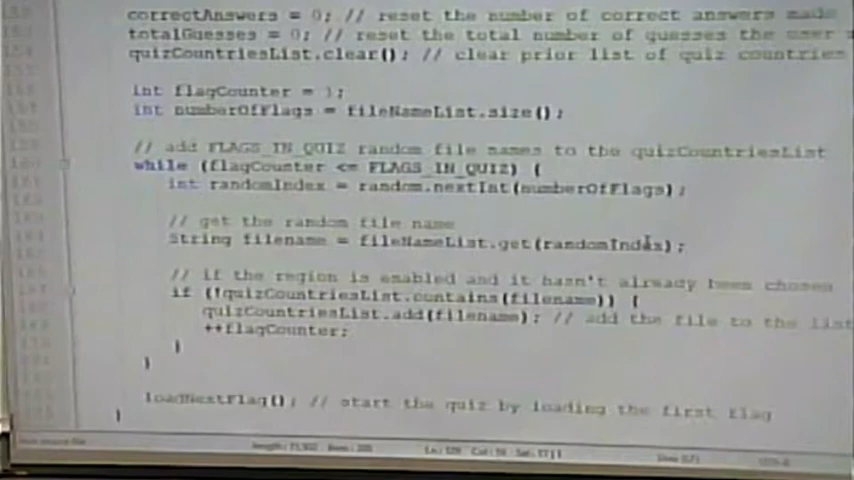 correctAnswers = 0; // reset the number of correct answers made
totalGuesses = 0; // reset the total number of guesses the user
quizCountriesList.clear(); // clear prior list of quiz countries
int flagCounter = 1;
int numberOfFlags = fileNameList.size();
// add FLAGS_IN_QUIZ random file names to the quizCountriesList
while (flagCounter <= FLAGS_IN_QUIZ) {
int randomIndex = random.nextInt(numberOfFlags);
// get the random file name
String filename = fileNameList.get(randomIndex);
// if the region is enabled and it hasn't already been chosen
if (!quizCountriesList.contains(filename)) {
quizCountriesList.add(filename); // add the file to the list
++flagCounter;
}
}
loadNextFlag(); // start the quiz by loading the first flag
}